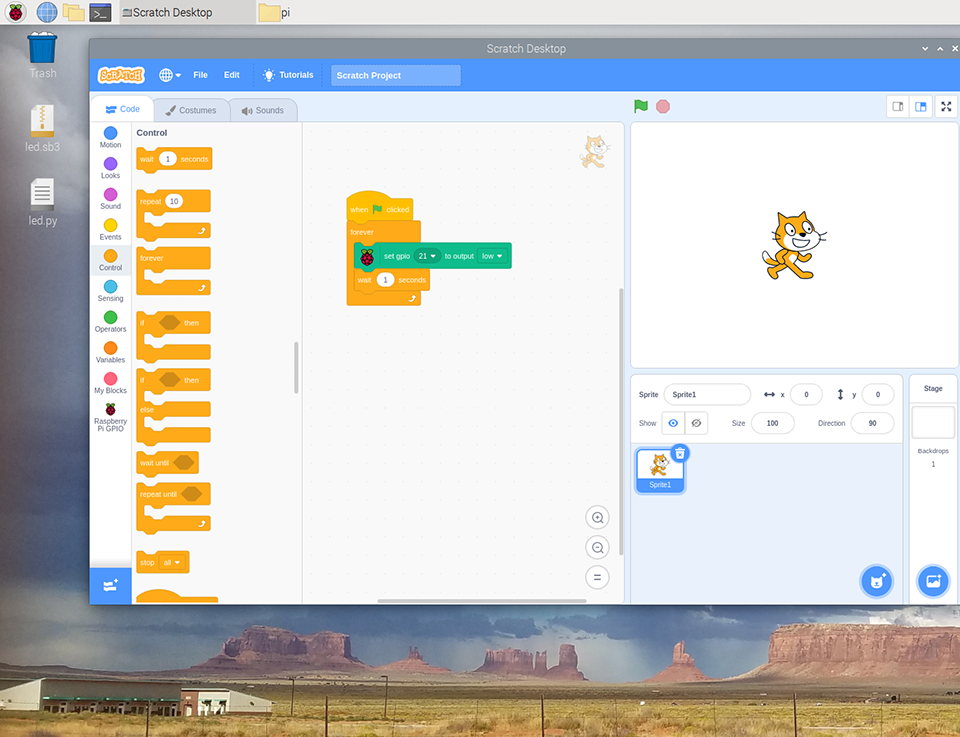 Scratch Desktop
pi
Trash
led.sb3
led.py
Scratch Desktop
SCRATCH
File
Edit
Tutorials
Scratch Project
Code
Costumes
Sounds
Motion
Looks
Sound
Events
Control
Sensing
Operators
Variables
My Blocks
Raspberry
Pi GPIO
Control
wait 1 seconds
repeat 10
forever
if then
if then
else
wait until
repeat until
stop all
when clicked
forever
set gpio 21 to output low
wait 1 seconds
Sprite Sprite1 x 0 y 0
Show Size 100 Direction 90
Sprite1
Stage
Backdrops
1